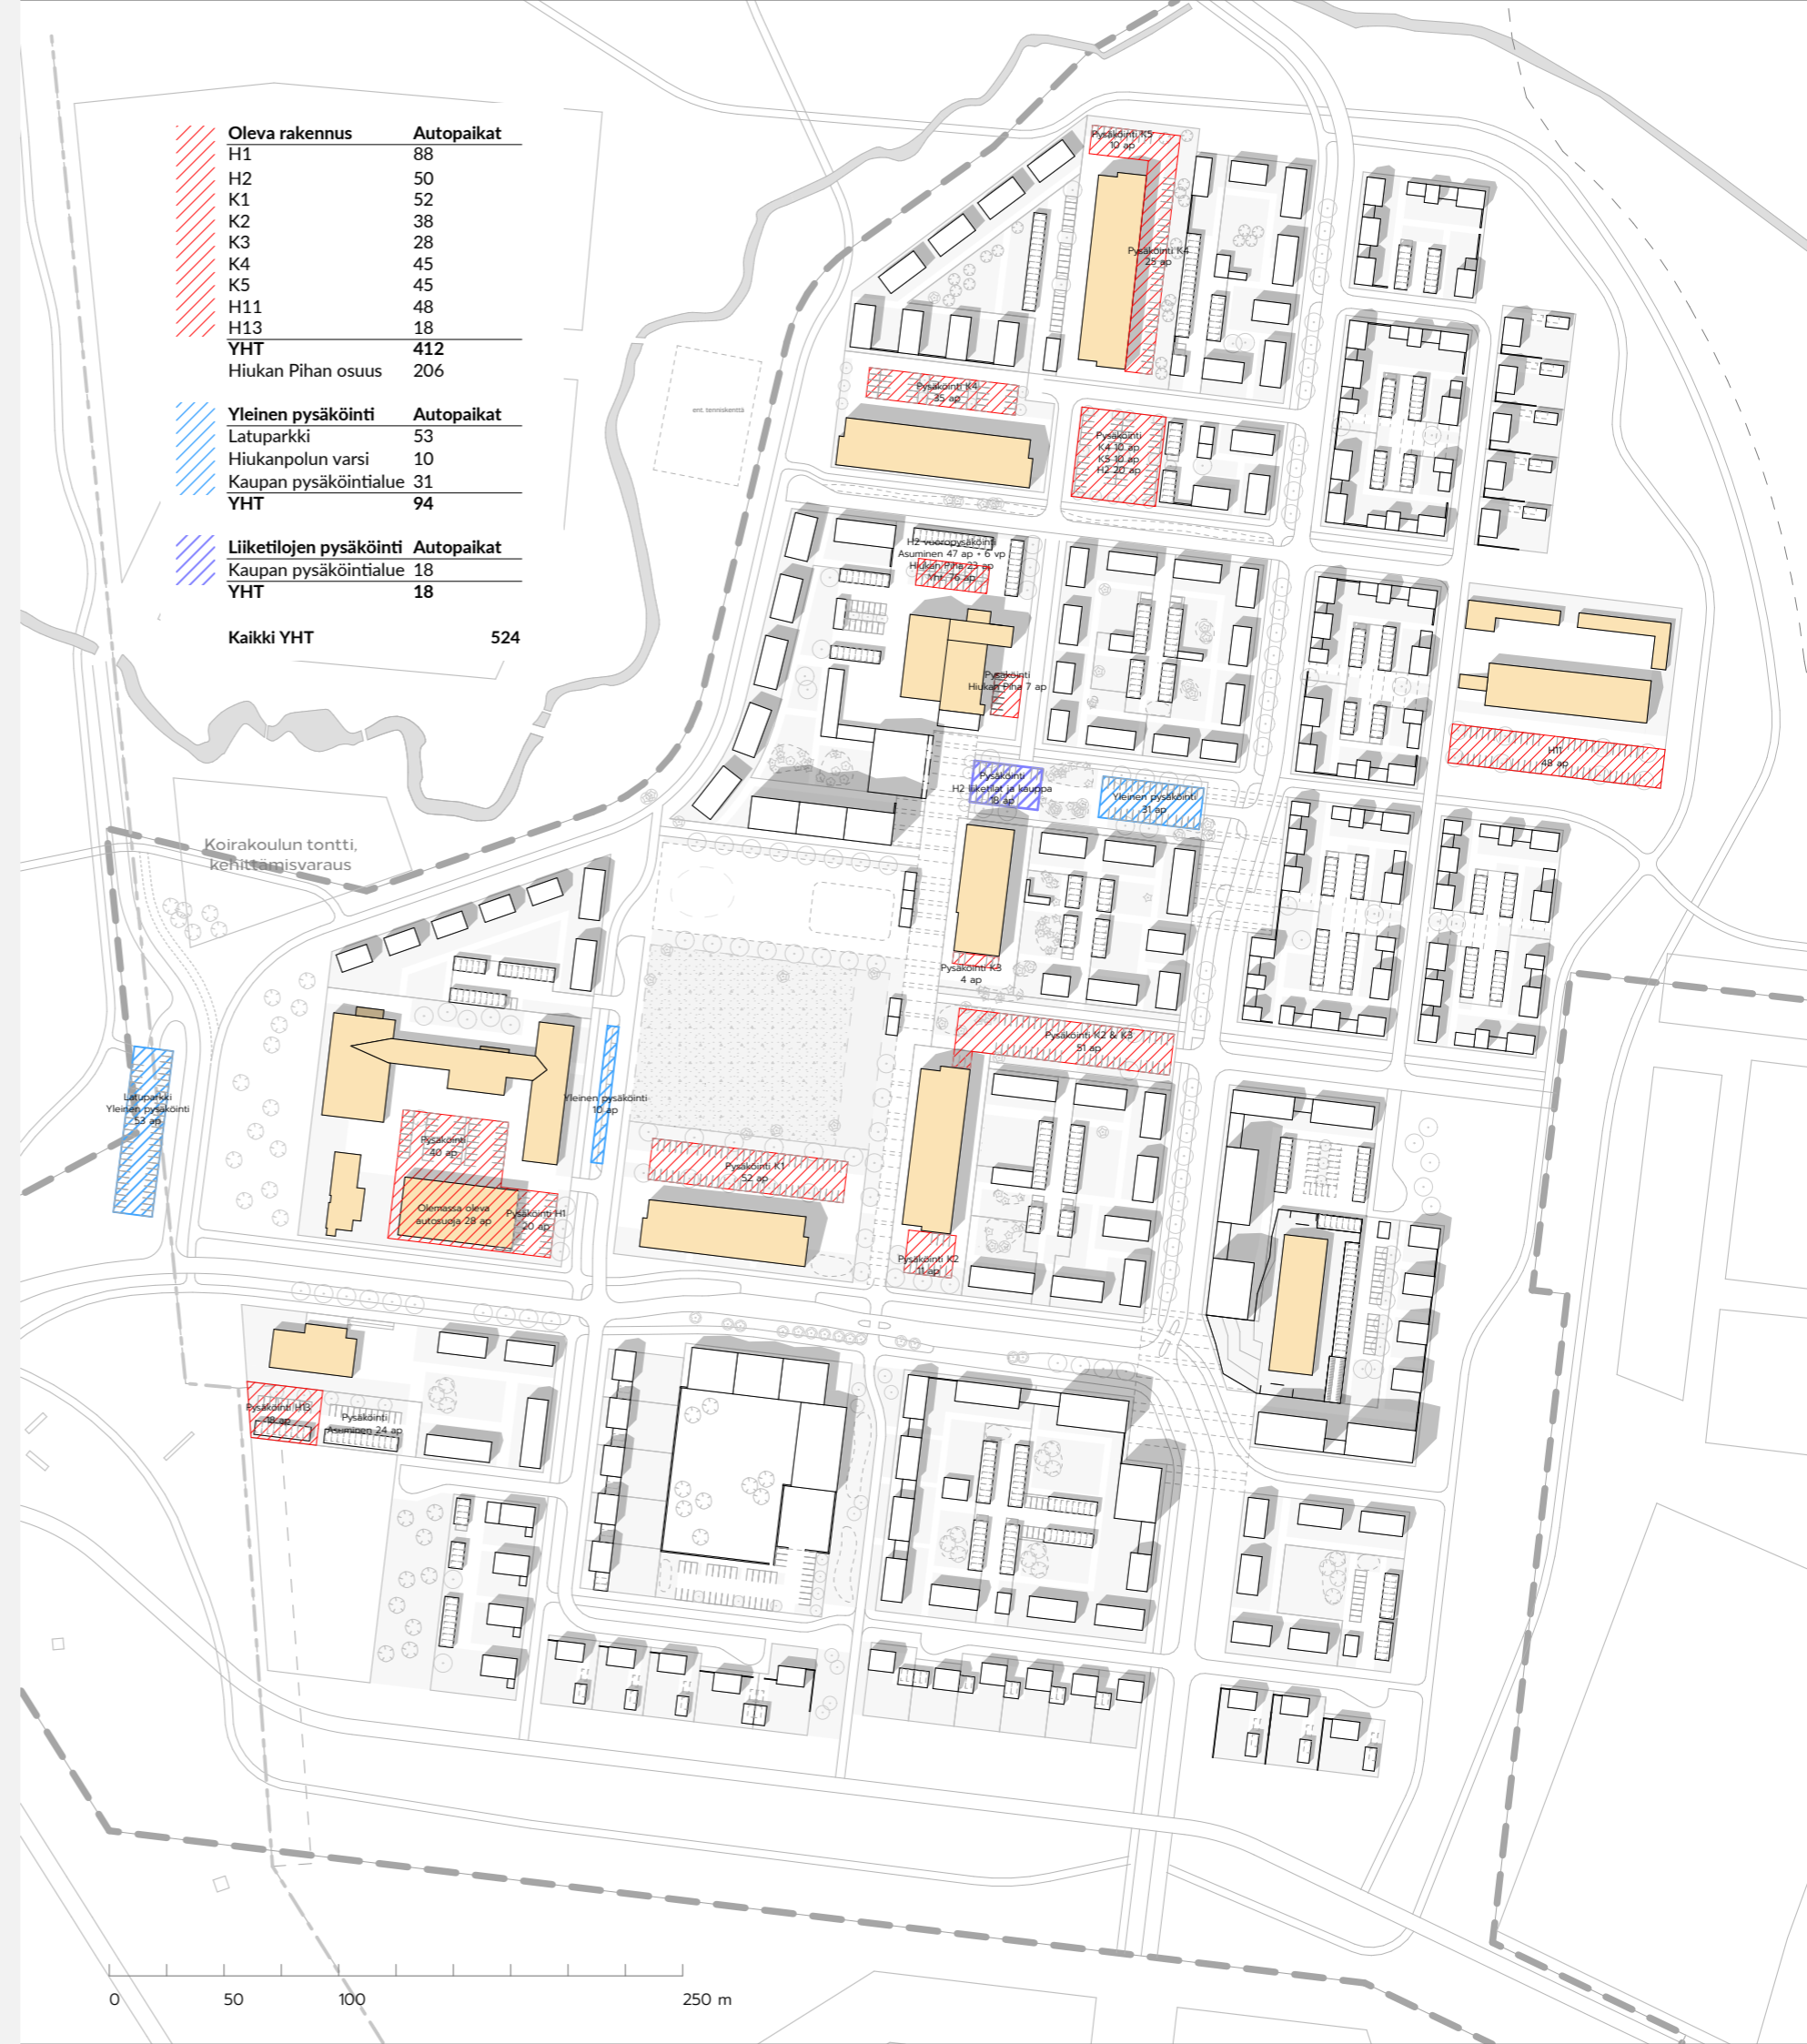 Oleva rakennus Autopaikat
H1 88
H2 50
K1 52
K2 38
K3 28
K4 45
K5 45
H11 48
H13 18
YHT 412
Hiukan Pihan osuus 206
Yleinen pysäköinti Autopaikat
Latuparkki 53
Hiukanpolun varsi 10
Kaupan pysäköintialue 31
YHT 94
Liiketilojen pysäköinti Autopaikat
Kaupan pysäköintialue 18
YHT 18
Kaikki YHT 524
Pysäköinti K5
10 ap
Pysäköinti K4
25 ap
Pysäköinti K4
35 ap
ent. tenniskenttä
Pysäköinti
K4 10 ap
K5 10 ap
H2 20 ap
H2 vuoropysäköinti
Asuminen 47 ap + 6 vp
Hiukan Piha 23 ap
Yht. 76 ap
Pysäköinti
Hiukan Piha 7 ap
H11
48 ap
Pysäköinti
H2 liiketilat ja kauppa
18 ap
Yleinen pysäköinti
31 ap
Koirakoulun tontti,
kehittämisvaraus
Pysäköinti K3
4 ap
Pysäköinti K2 & K3
51 ap
Latuparkki
Yleinen pysäköinti
53 ap
Yleinen pysäköinti
10 ap
Pysäköinti
40 ap
Pysäköinti K1
52 ap
Olemassa oleva
autosuoja 28 ap
Pysäköinti H1
20 ap
Pysäköinti K2
11 ap
Pysäköinti H13
18 ap
Pysäköinti
Asuminen 24 ap
0 50 100 250 m